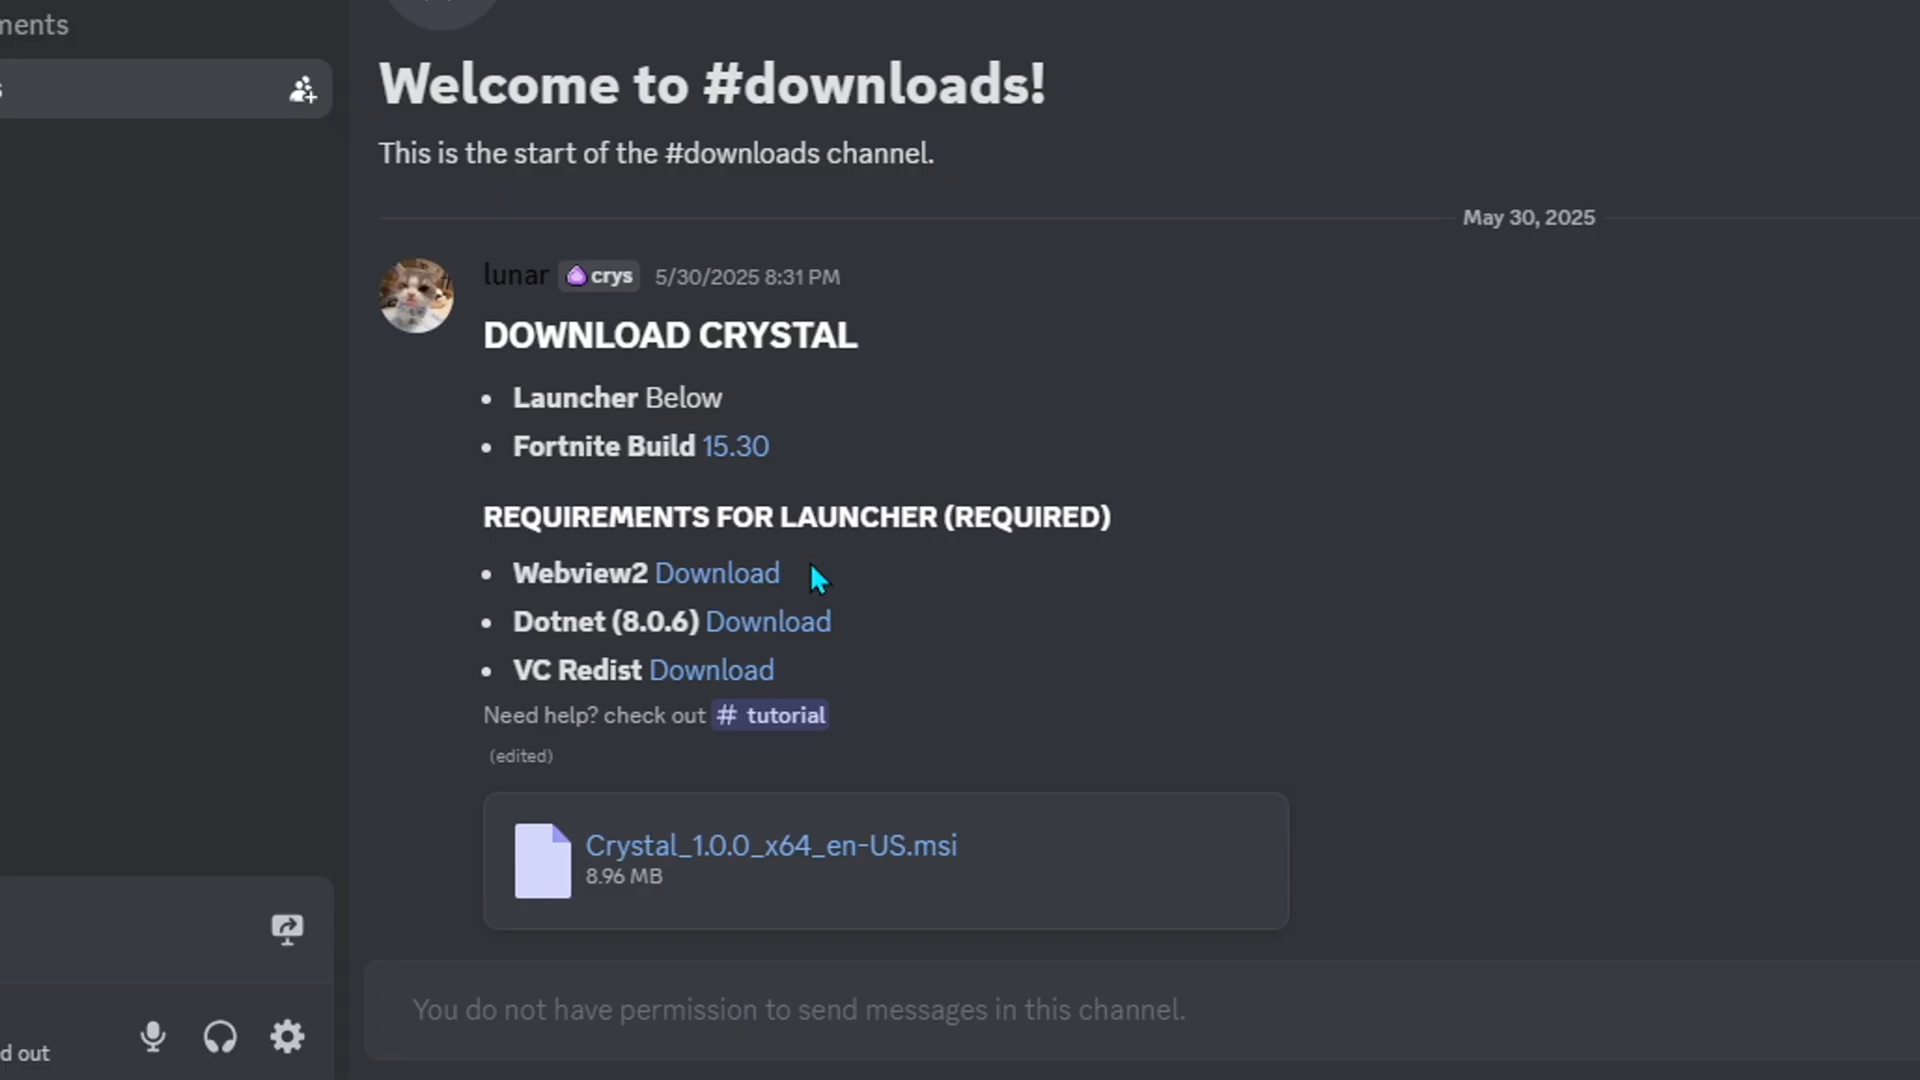 ments
s
Welcome to #downloads!
This is the start of the #downloads channel.
May 30, 2025
lunar crys 5/30/2025 8:31 PM
DOWNLOAD CRYSTAL
• Launcher Below
• Fortnite Build 15.30
REQUIREMENTS FOR LAUNCHER (REQUIRED)
• Webview2 Download
• Dotnet (8.0.6) Download
• VC Redist Download
Need help? check out # tutorial
(edited)
Crystal_1.0.0_x64_en-US.msi
8.96 MB
You do not have permission to send messages in this channel.
d out